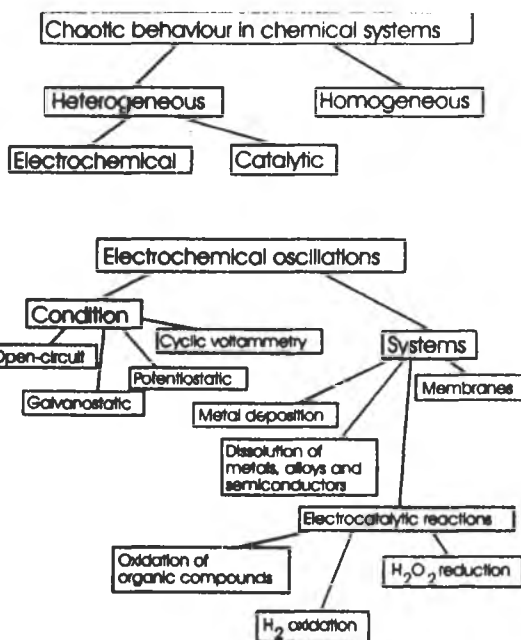 Chaotic behaviour in chemical systems
Heterogeneous
Homogeneous
Electrochemical
Catalytic
Electrochemical oscillations
Condition
Cyclic voltammetry
Systems
Open-circuit
Potentiostatic
Membranes
Galvanostatic
Metal deposition
Dissolution of
metals, alloys and
semiconductors
Electrocatalytic reactions
Oxidation of
organic compounds
H₂O₂ reduction
H₂ oxidation